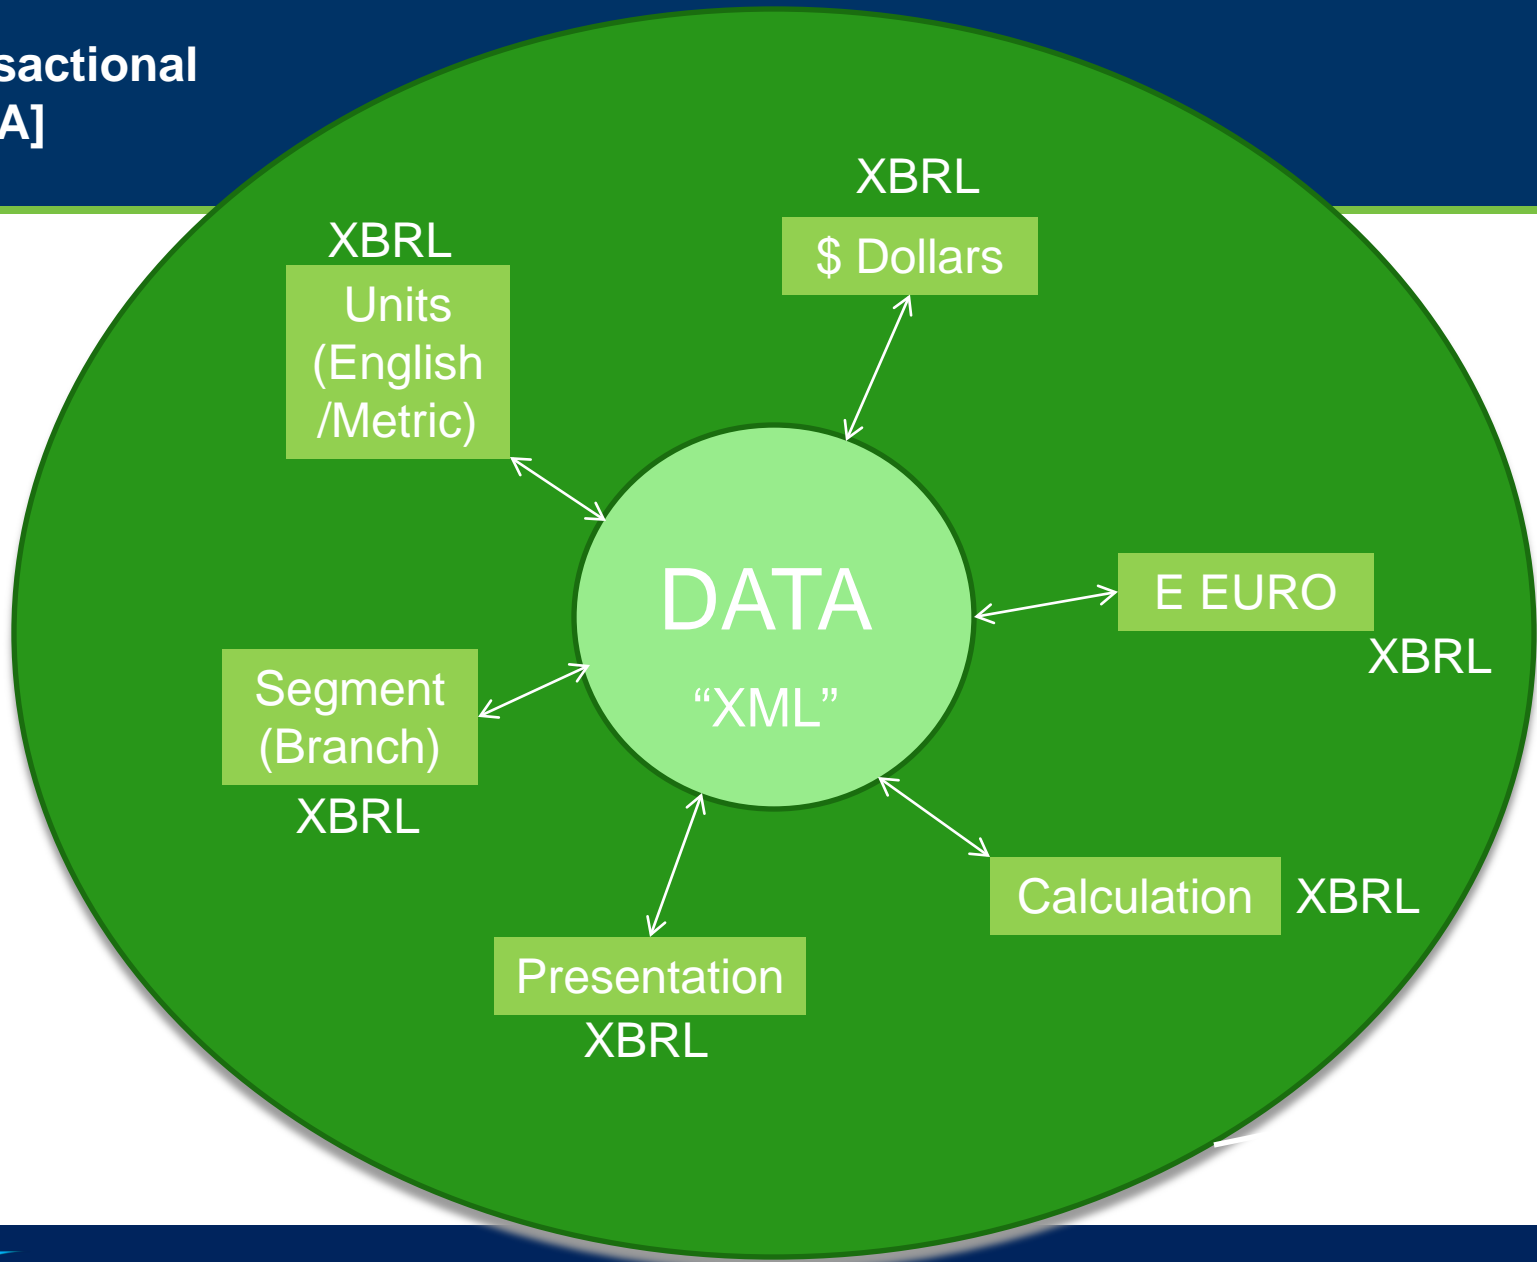 sactional
A]
XBRL
$ Dollars
XBRL
Units
(English
/Metric)
DATA
“XML”
E EURO
XBRL
Segment
(Branch)
XBRL
Calculation XBRL
Presentation
XBRL